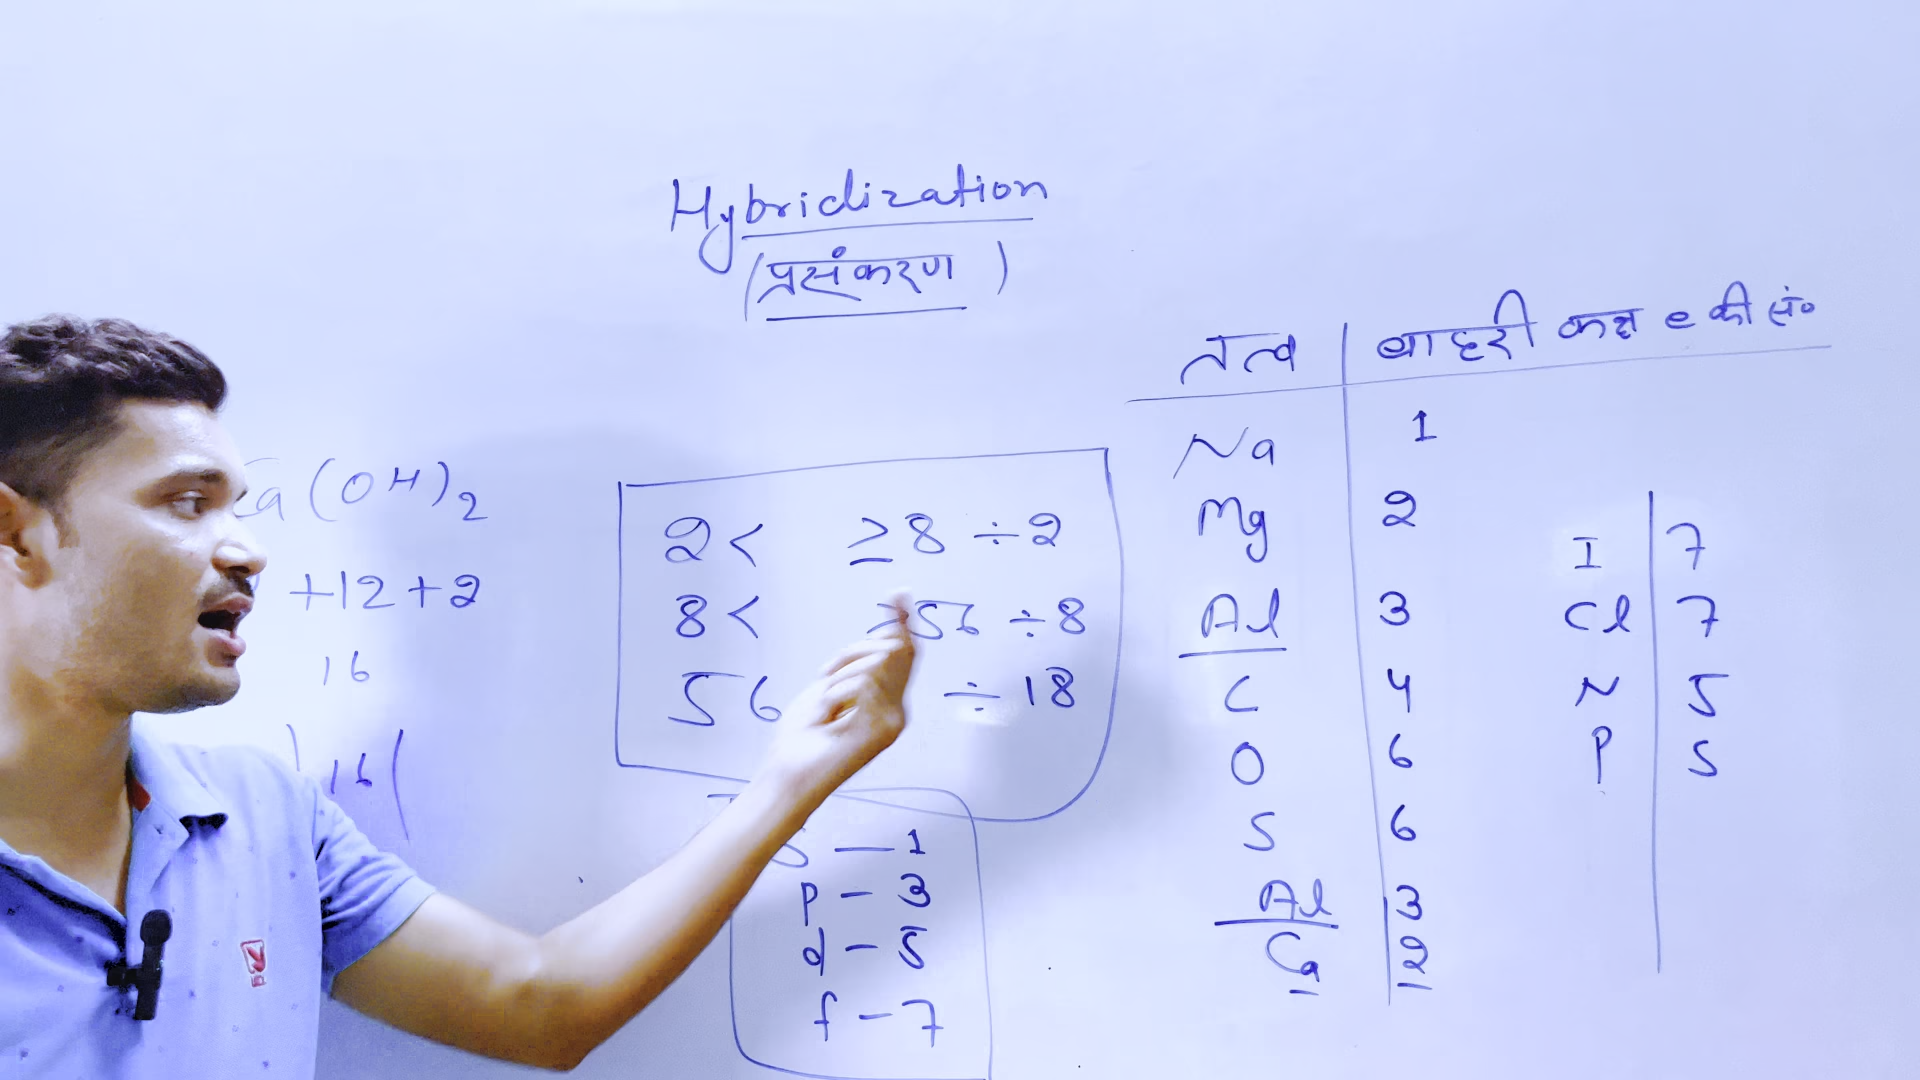 Hybridization
(प्रसंकरण)
a(OH)2
+12+2
16
16
2< ≥8 ÷2
8< >56 ÷8
56 ÷18
S — 1
p — 3
d — 5
f — 7
तत्व | बाहरी कक्ष e की सं०
Na 1
Mg 2
Al 3
C 4
O 6
S 6
Al 3
Ca 2
I 7
Cl 7
N 5
P 5